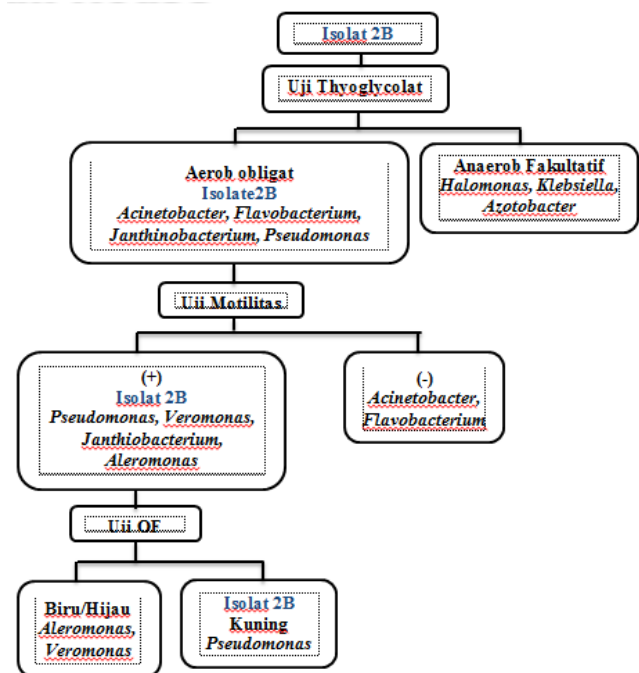 Isolat 2B
Uji Thyoglycolat
Aerob obligat
Isolate2B
Acinetobacter, Flavobacterium,
Janthinobacterium, Pseudomonas
Anaerob Fakultatif
Halomonas, Klebsiella,
Azotobacter
Uji Motilitas
(+)
Isolat 2B
Pseudomonas, Veromonas,
Janthiobacterium,
Aleromonas
(-)
Acinetobacter,
Flavobacterium
Uji OF
Biru/Hijau
Aleromonas,
Veromonas
Isolat 2B
Kuning
Pseudomonas